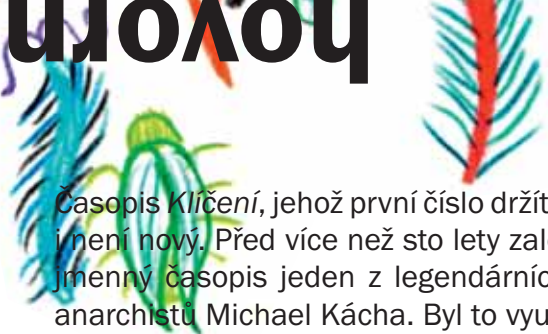 Časopis Klíčení, jehož první číslo držít
i není nový. Před více než sto lety zal
jmenný časopis jeden z legendárníc
anarchistů Michael Kácha. Byl to vyu